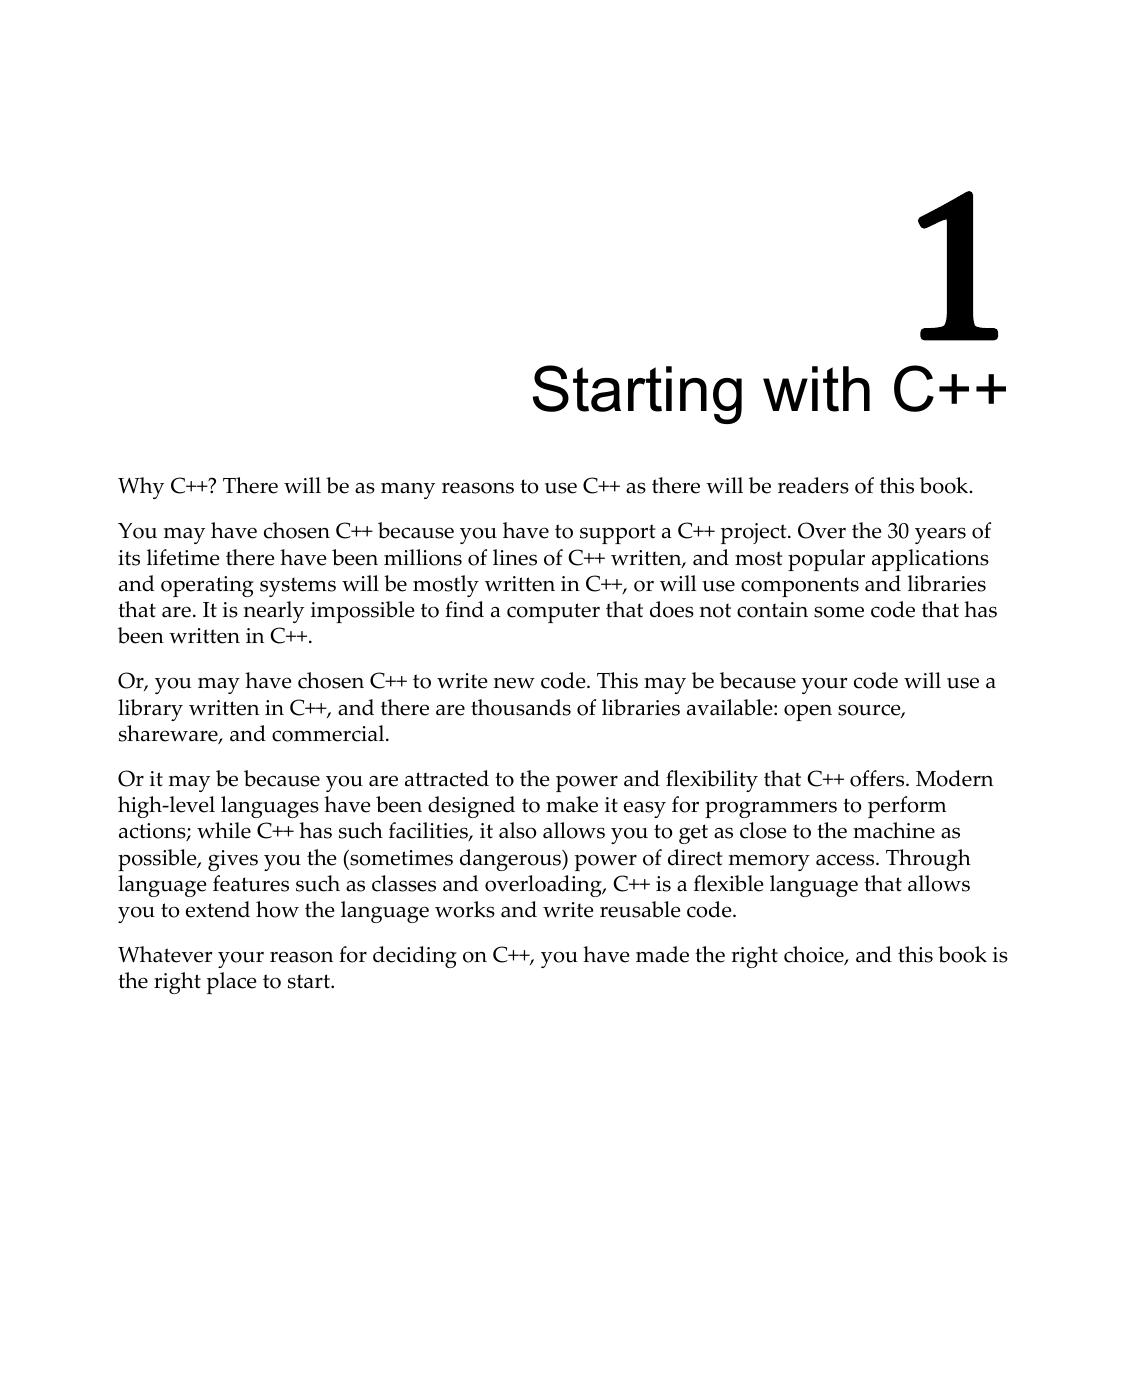 1
Starting with C++
Why C++? There will be as many reasons to use C++ as there will be readers of this book.
You may have chosen C++ because you have to support a C++ project. Over the 30 years of
its lifetime there have been millions of lines of C++ written, and most popular applications
and operating systems will be mostly written in C++, or will use components and libraries
that are. It is nearly impossible to find a computer that does not contain some code that has
been written in C++.
Or, you may have chosen C++ to write new code. This may be because your code will use a
library written in C++, and there are thousands of libraries available: open source,
shareware, and commercial.
Or it may be because you are attracted to the power and flexibility that C++ offers. Modern
high-level languages have been designed to make it easy for programmers to perform
actions; while C++ has such facilities, it also allows you to get as close to the machine as
possible, gives you the (sometimes dangerous) power of direct memory access. Through
language features such as classes and overloading, C++ is a flexible language that allows
you to extend how the language works and write reusable code.
Whatever your reason for deciding on C++, you have made the right choice, and this book is
the right place to start.